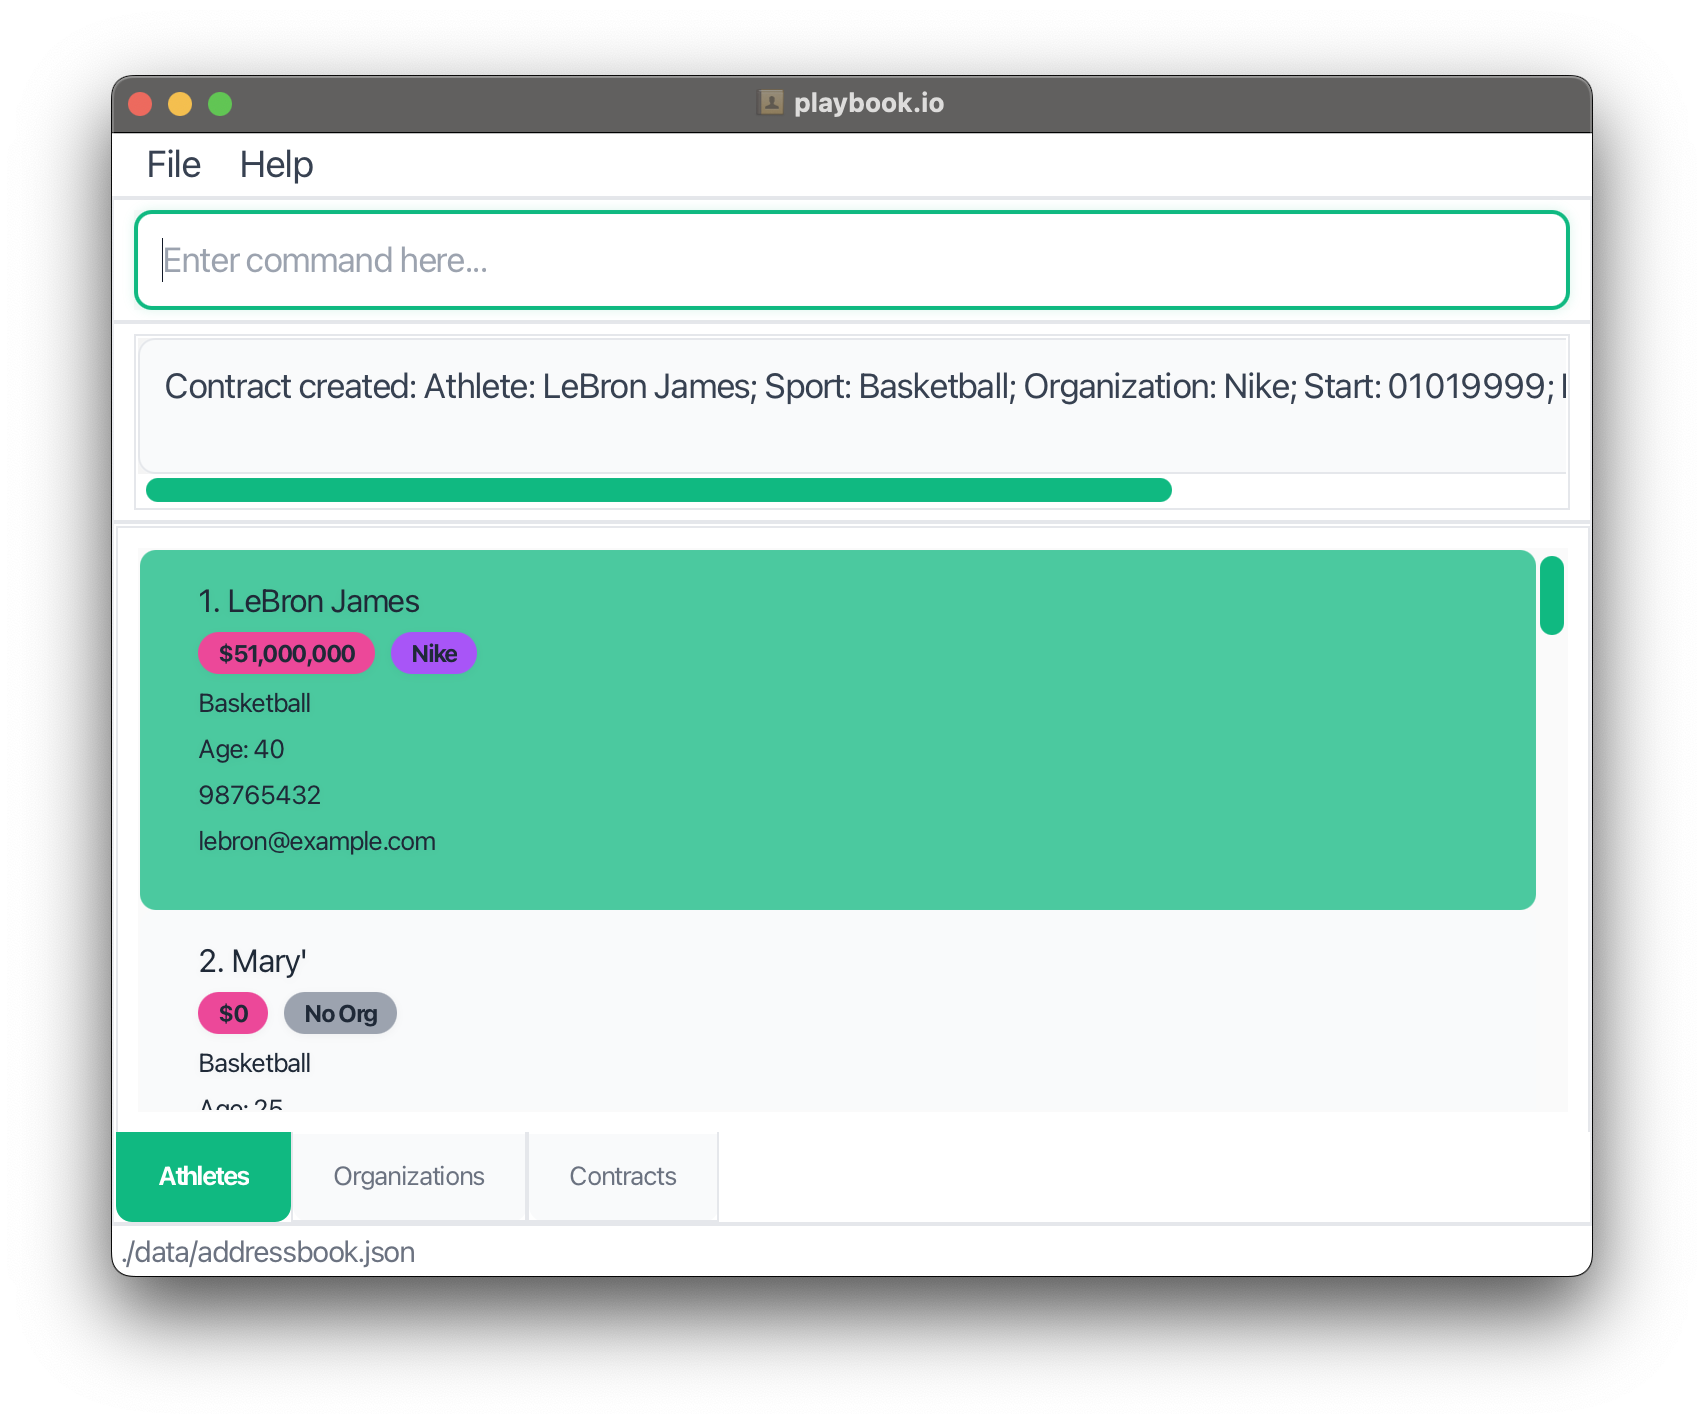 playbook.io
File Help
Enter command here...
Contract created: Athlete: LeBron James; Sport: Basketball; Organization: Nike; Start: 01019999;
1. LeBron James
$51,000,000 Nike
Basketball
Age: 40
98765432
lebron@example.com
2. Mary'
$0 No Org
Basketball
Age: 25
Athletes Organizations Contracts
./data/addressbook.json